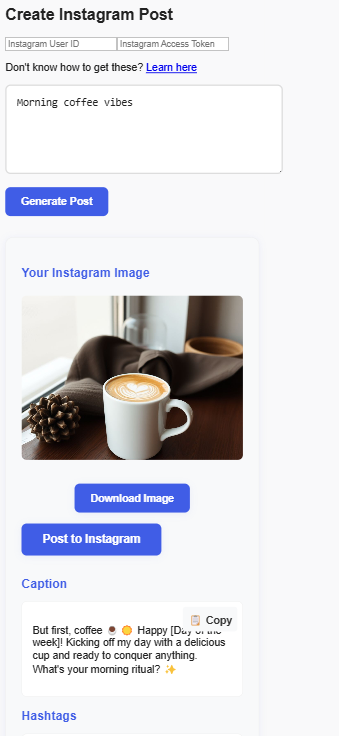 Create Instagram Post
Instagram User ID
Instagram Access Token
Don't know how to get these? Learn here
Morning coffee vibes
Generate Post
Your Instagram Image
Download Image
Post to Instagram
Caption
📋 Copy
But first, coffee ☕ 🌞 Happy [Day of the
week]! Kicking off my day with a delicious
cup and ready to conquer anything.
What's your morning ritual? ✨
Hashtags